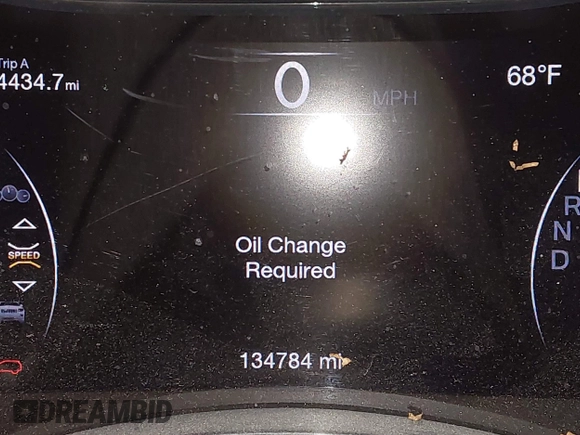 Trip A
4434.7 mi
0
MPH
68°F
SPEED
R
N
D
Oil Change
Required
134784 mi
DREAMBID